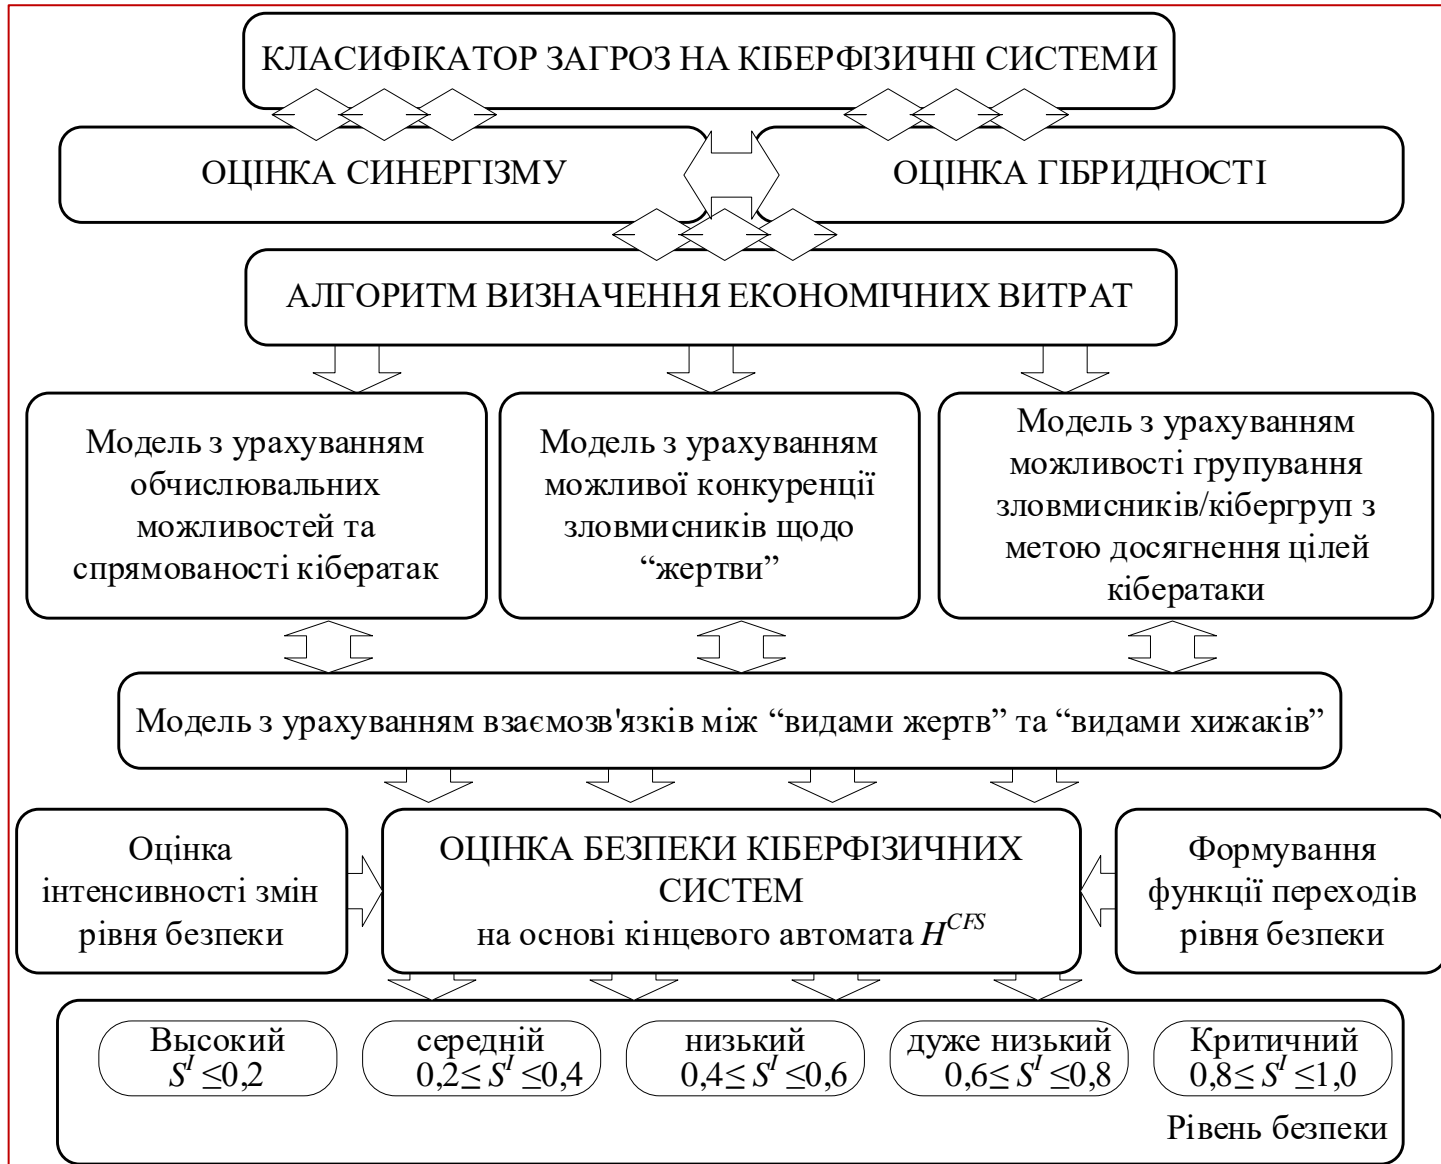 КЛАСИФІКАТОР ЗАГРОЗ НА КІБЕРФІЗИЧНІ СИСТЕМИ
ОЦІНКА СИНЕРГІЗМУ
ОЦІНКА ГІБРИДНОСТІ
АЛГОРИТМ ВИЗНАЧЕННЯ ЕКОНОМІЧНИХ ВИТРАТ
Модель з урахуванням
обчислювальних
можливостей та
спрямованості кібератак
Модель з урахуванням
можливої конкуренції
зловмисників щодо
“жертви”
Модель з урахуванням
можливості групування
зловмисників/кібергруп з
метою досягнення цілей
кібератаки
Модель з урахуванням взаємозв'язків між “видами жертв” та “видами хижаків”
Оцінка
інтенсивності змін
рівня безпеки
ОЦІНКА БЕЗПЕКИ КІБЕРФІЗИЧНИХ
СИСТЕМ
на основі кінцевого автомата H^CFS
Формування
функції переходів
рівня безпеки
Высокий
S^I ≤0,2
середній
0,2≤ S^I ≤0,4
низький
0,4≤ S^I ≤0,6
дуже низький
0,6≤ S^I ≤0,8
Критичний
0,8≤ S^I ≤1,0
Рівень безпеки